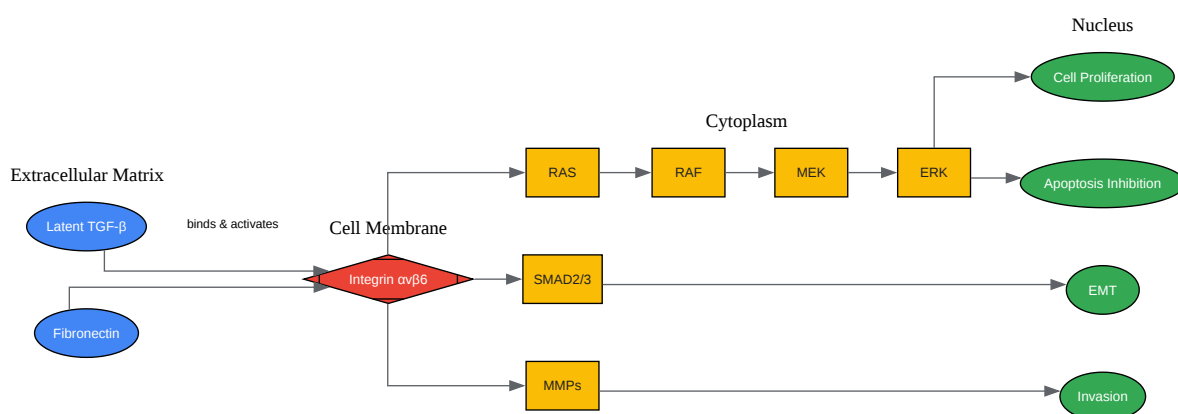 Nucleus
Cell Proliferation
Cytoplasm
Extracellular Matrix
RAS
RAF
MEK
ERK
Apoptosis Inhibition
Latent TGF-β
binds & activates
Cell Membrane
Integrin αvβ6
SMAD2/3
EMT
Fibronectin
MMPs
Invasion